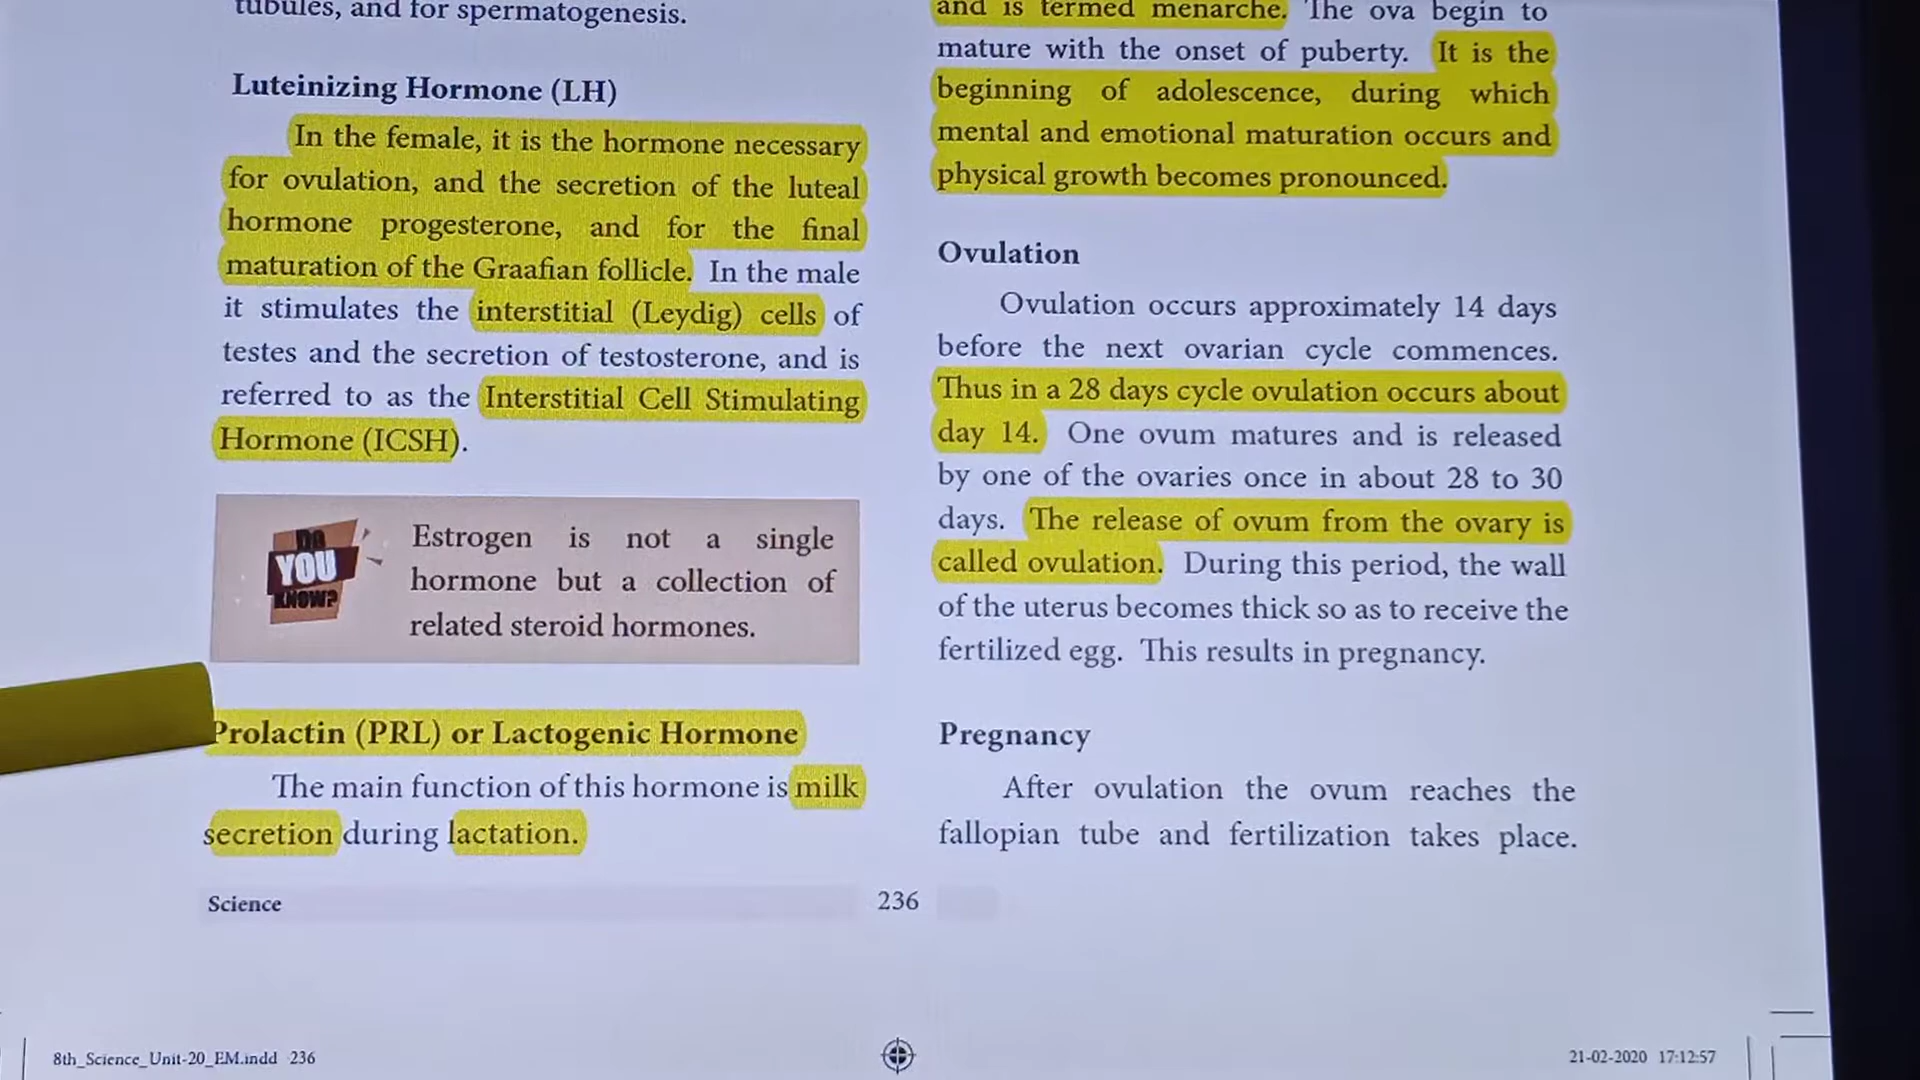 tubules, and for spermatogenesis.
Luteinizing Hormone (LH)
In the female, it is the hormone necessary
for ovulation, and the secretion of the luteal
hormone progesterone, and for the final
maturation of the Graafian follicle. In the male
it stimulates the interstitial (Leydig) cells of
testes and the secretion of testosterone, and is
referred to as the Interstitial Cell Stimulating
Hormone (ICSH).
DO
YOU
KNOW?
Estrogen is not a single
hormone but a collection of
related steroid hormones.
Prolactin (PRL) or Lactogenic Hormone
The main function of this hormone is milk
secretion during lactation.
and is termed menarche. The ova begin to
mature with the onset of puberty. It is the
beginning of adolescence, during which
mental and emotional maturation occurs and
physical growth becomes pronounced.
Ovulation
Ovulation occurs approximately 14 days
before the next ovarian cycle commences.
Thus in a 28 days cycle ovulation occurs about
day 14. One ovum matures and is released
by one of the ovaries once in about 28 to 30
days. The release of ovum from the ovary is
called ovulation. During this period, the wall
of the uterus becomes thick so as to receive the
fertilized egg. This results in pregnancy.
Pregnancy
After ovulation the ovum reaches the
fallopian tube and fertilization takes place.
Science 236
8th_Science_Unit-20_EM.indd 236
21-02-2020 17:12:57